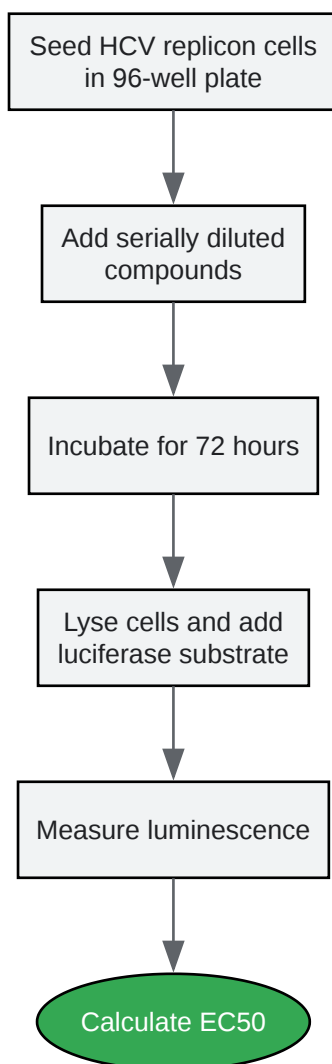 Seed HCV replicon cells
in 96-well plate
Add serially diluted
compounds
Incubate for 72 hours
Lyse cells and add
luciferase substrate
Measure luminescence
Calculate EC50